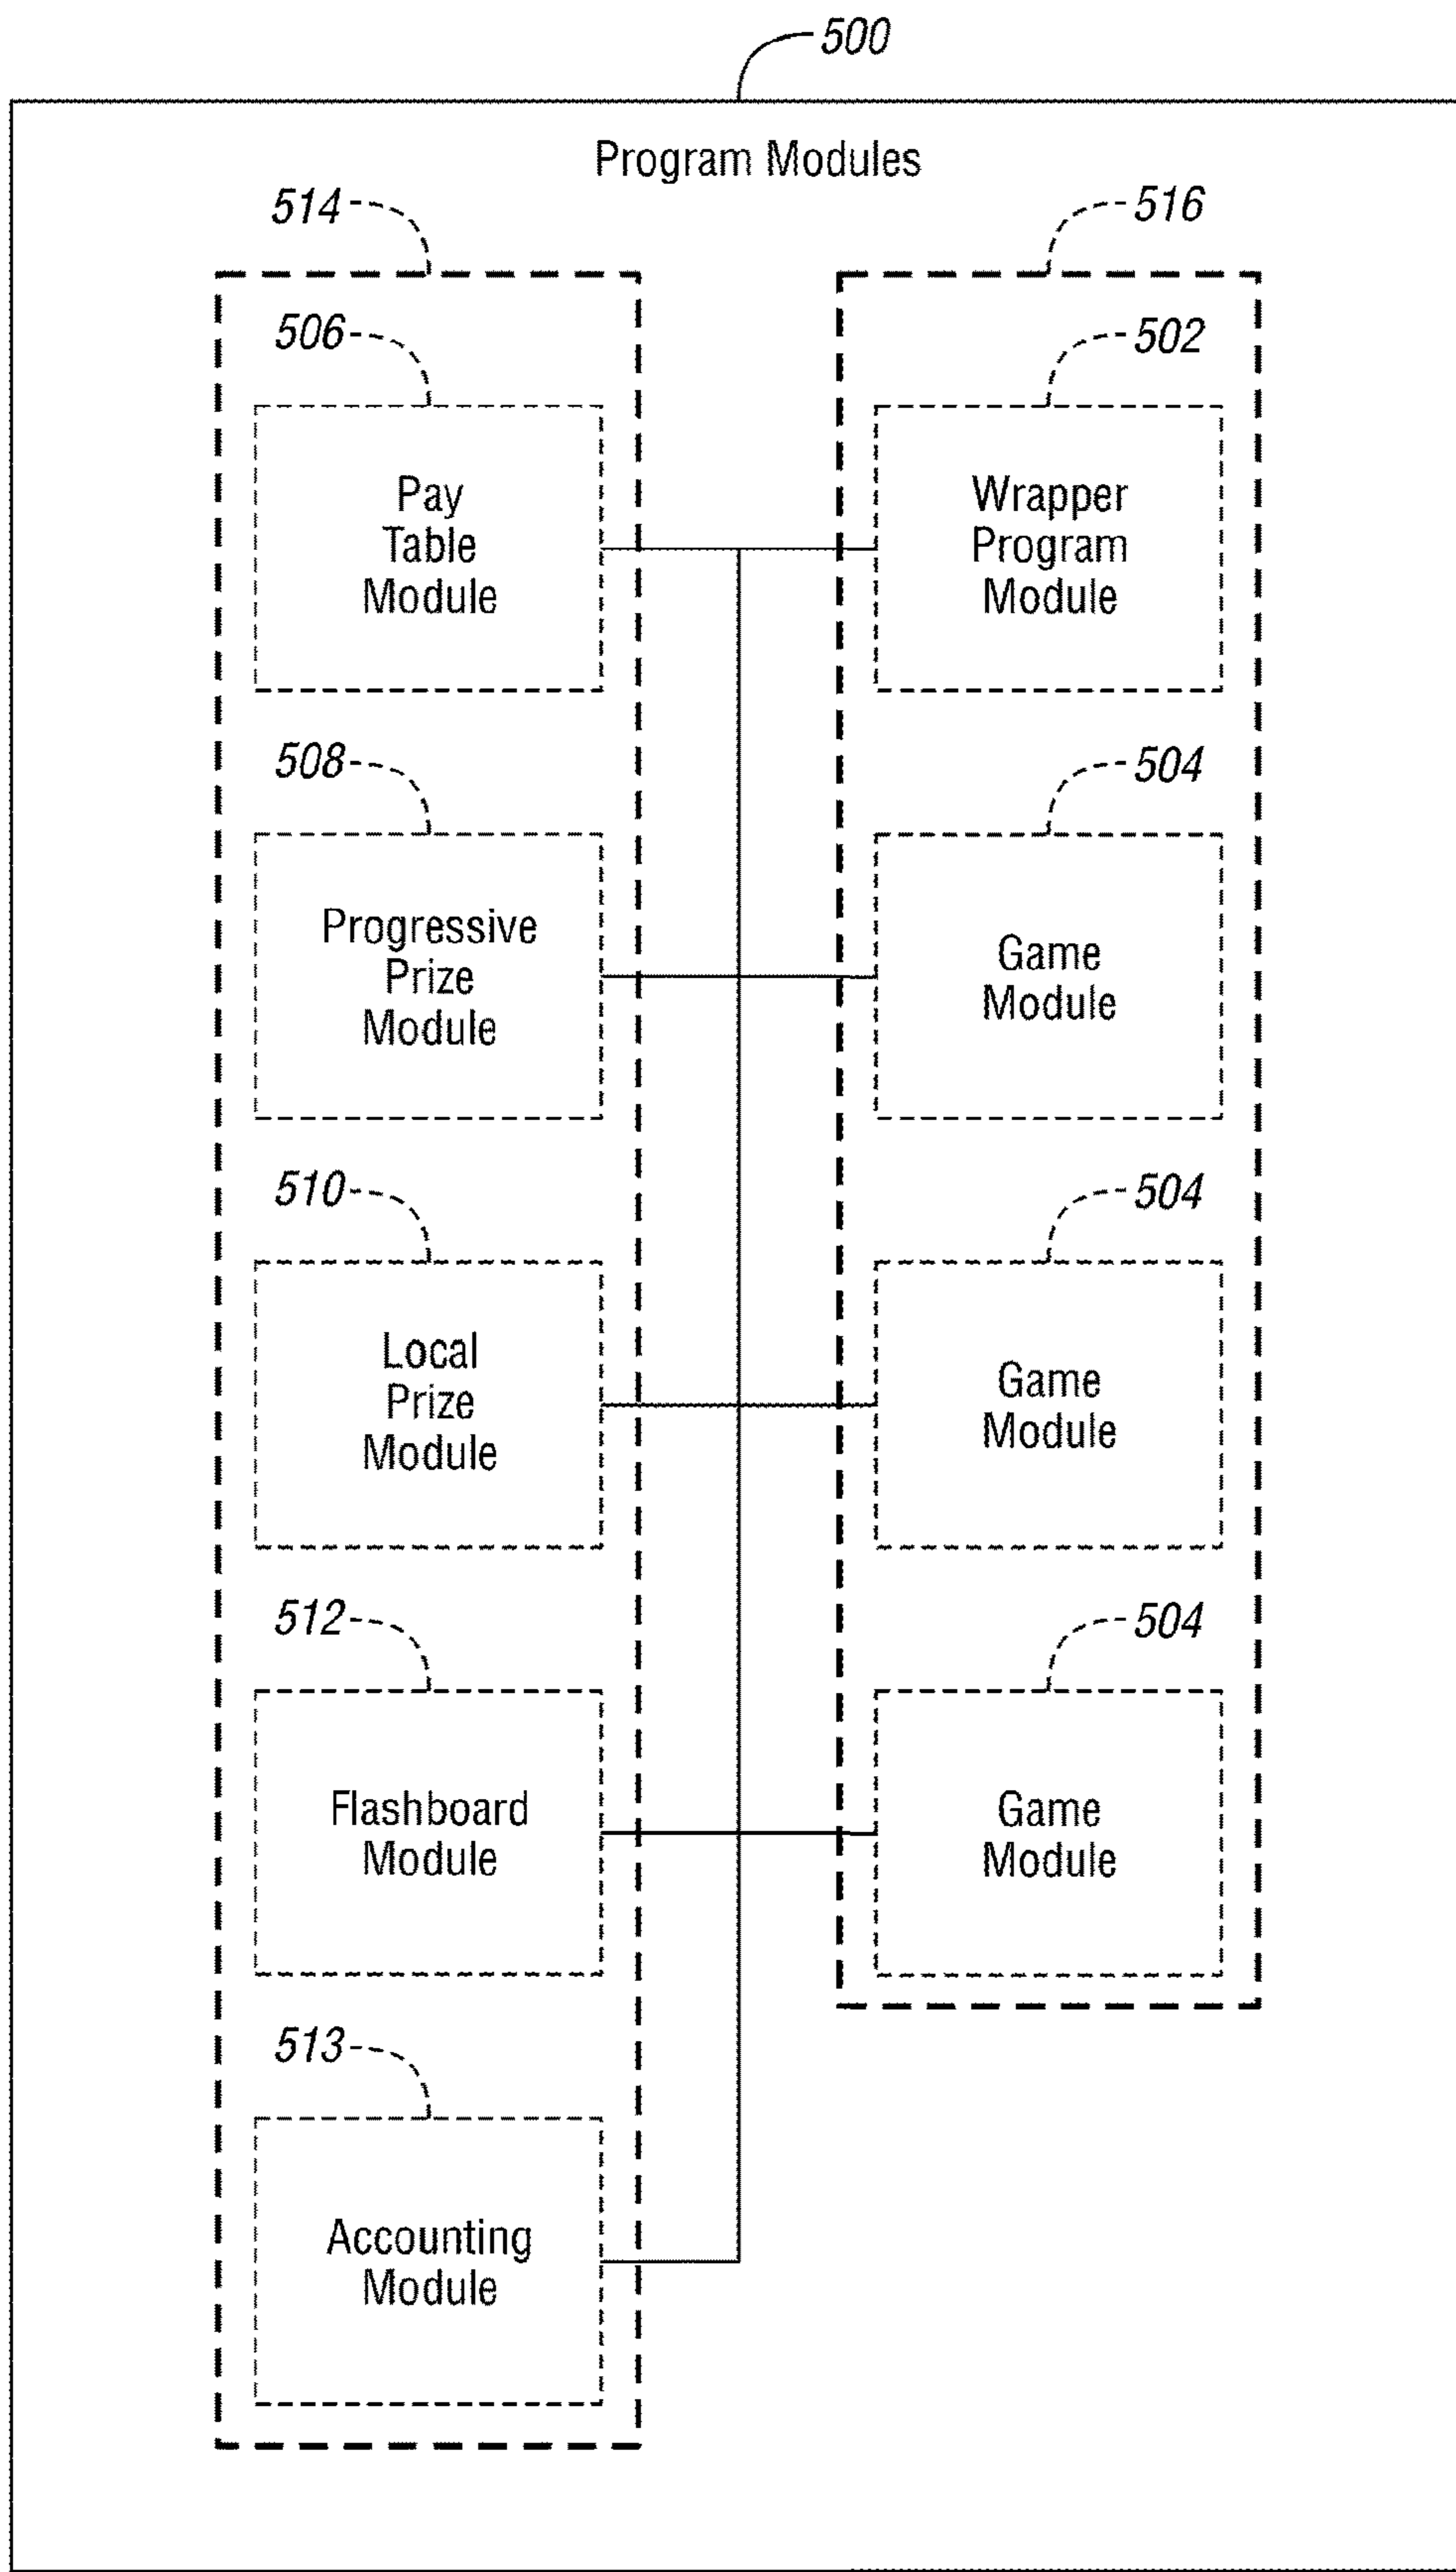 500
Program Modules
514
516
506
502
Pay
Table
Module
Wrapper
Program
Module
508
504
Progressive
Prize
Module
Game
Module
510
504
Local
Prize
Module
Game
Module
512
504
Flashboard
Module
Game
Module
513
Accounting
Module